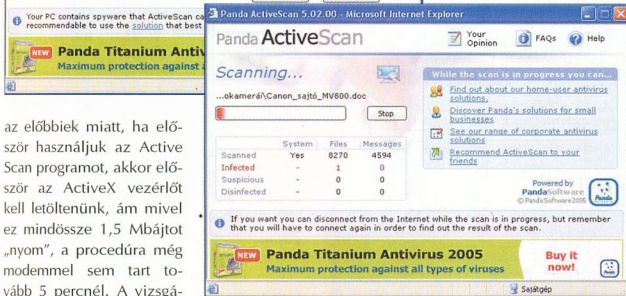 Your PC contains spyware that ActiveScan ca
recommendable to use the solution that best
NEW Panda Titanium Antiv
Maximum protection against a
az előbbiek miatt, ha elő-
ször használjuk az Active
Scan programot, akkor elő-
ször az ActiveX vezérlőt
kell letöltenünk, ám mivel
ez mindössze 1,5 Mbájtot
„nyom”, a procedúra még
modemmel sem tart to-
vább 5 percnél. A vizsgá-
Panda ActiveScan 5.02.00 - Microsoft Internet Explorer
Panda ActiveScan
Your Opinion
FAQs
Help
Scanning...
...okamerái\Canon_sajtó_MV800.doc
Stop
System Files Messages
Scanned Yes 8270 4594
Infected - 1 0
Suspicious - 0 0
Disinfected - 0 0
While the scan is in progress you can...
Find out about our home-user antivirus
solutions.
Discover Panda's solutions for small
businesses
See our range of corporate antivirus
solutions
Recommend ActiveScan to your
friends
Powered by
PandaSoftware
© PandaSoftware 2005
Panda
If you want you can disconnect from the Internet while the scan is in progress, but remember
that you will have to connect again in order to find out the result of the scan.
NEW Panda Titanium Antivirus 2005
Maximum protection against all types of viruses
Buy it
now!
Sajátgép